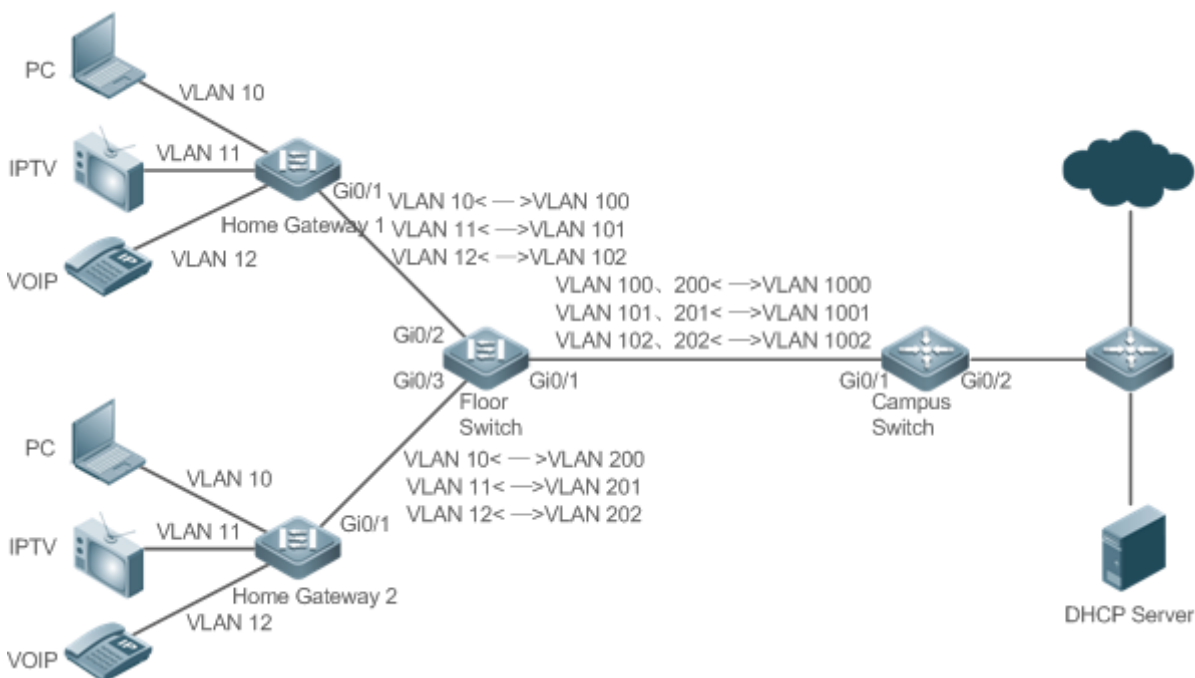 PC
VLAN 10
IPTV
VLAN 11
Gi0/1
Home Gateway 1
VOIP
VLAN 12
IP
VLAN 10< — >VLAN 100
VLAN 11< —>VLAN 101
VLAN 12< —>VLAN 102
VLAN 100、200< —>VLAN 1000
VLAN 101、201< —>VLAN 1001
VLAN 102、202< —>VLAN 1002
Gi0/2
Gi0/3
Gi0/1
Floor
Switch
Gi0/1
Gi0/2
Campus
Switch
VLAN 10< — >VLAN 200
VLAN 11< —>VLAN 201
VLAN 12< —>VLAN 202
PC
VLAN 10
IPTV
VLAN 11
Gi0/1
Home Gateway 2
VOIP
VLAN 12
IP
DHCP Server